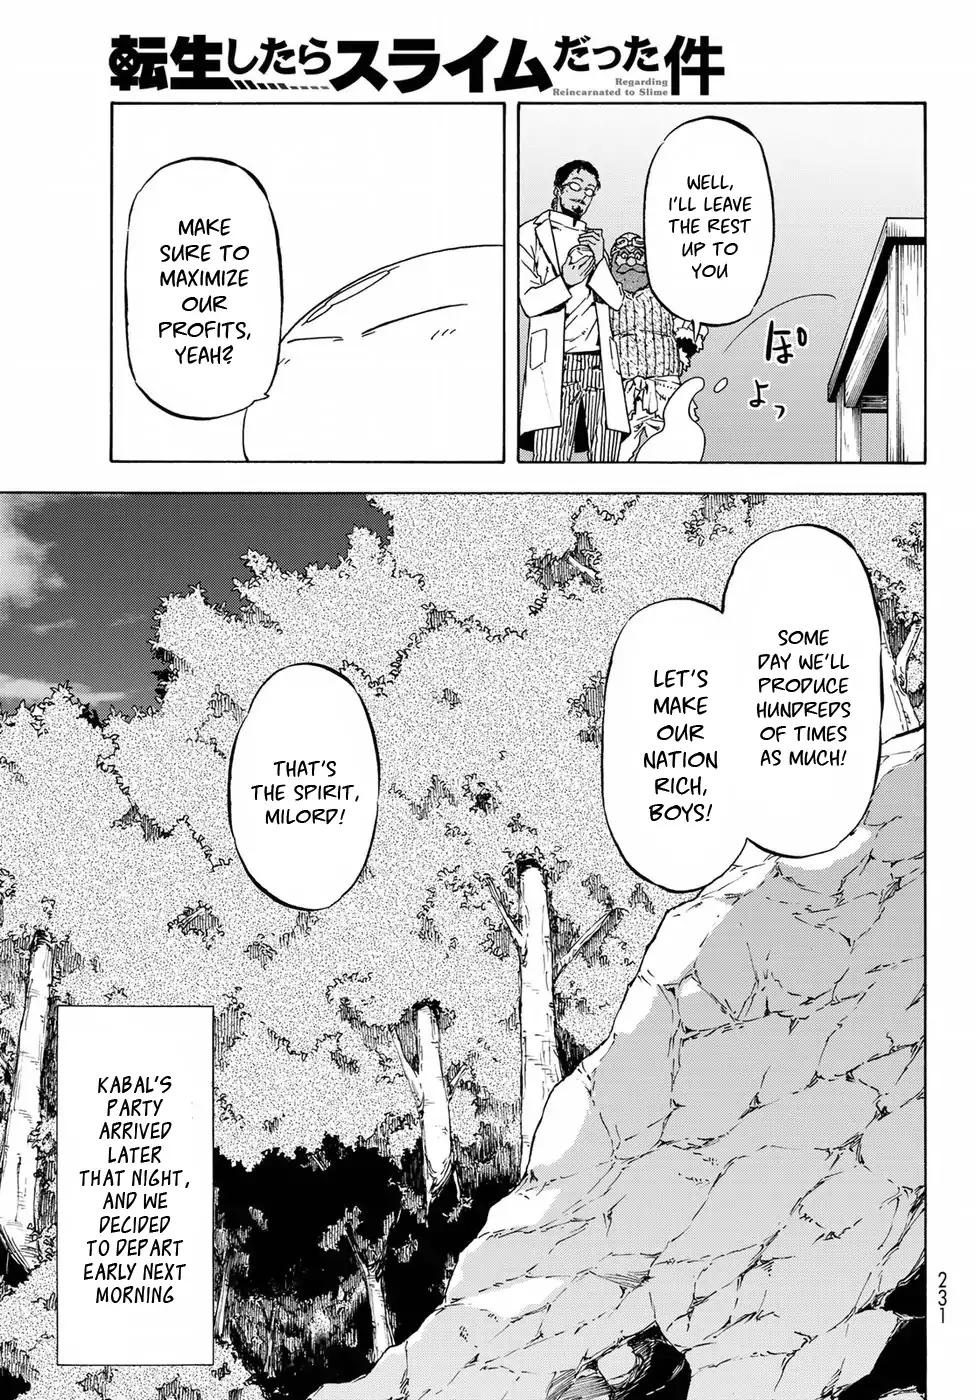 転生したらスライムだった件
Regarding
Reincarnated to Slime
WELL,
I'LL LEAVE
THE REST
UP TO
YOU
ぽ
よっ
MAKE
SURE TO
MAXIMIZE
OUR
PROFITS,
YEAH?
SOME
DAY WE'LL
PRODUCE
HUNDREDS
OF TIMES
AS MUCH!
LET'S
MAKE
OUR
NATION
RICH,
BOYS!
THAT'S
THE SPIRIT,
MILORD!
KABAL'S
PARTY
ARRIVED
LATER
THAT NIGHT,
AND WE
DECIDED
TO DEPART
EARLY NEXT
MORNING
231